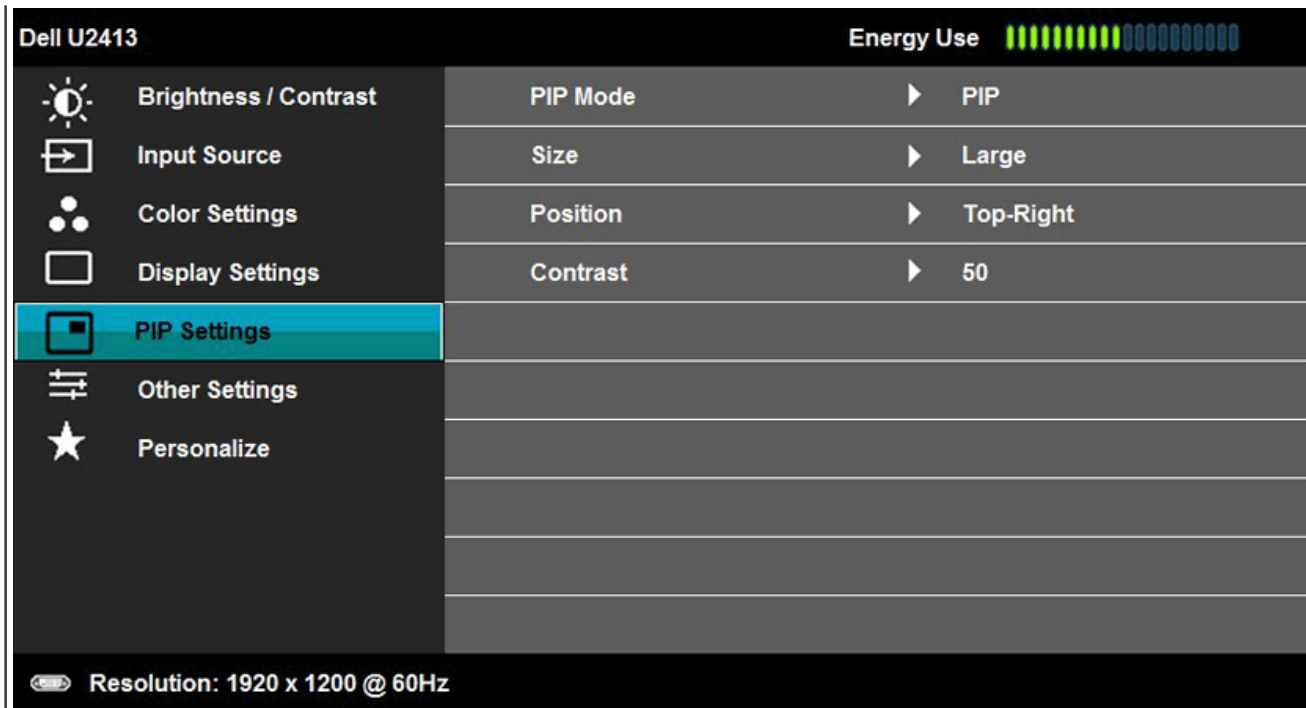 Dell U2413 Energy Use
Brightness / Contrast PIP Mode PIP
Input Source Size Large
Color Settings Position Top-Right
Display Settings Contrast 50
PIP Settings
Other Settings
Personalize
Resolution: 1920 x 1200 @ 60Hz